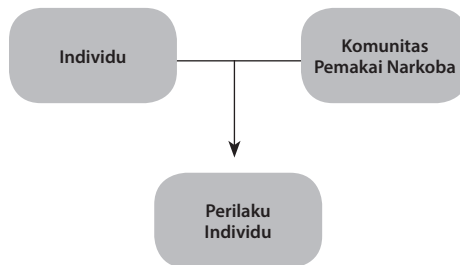 Individu
Komunitas
Pemakai Narkoba
Perilaku
Individu